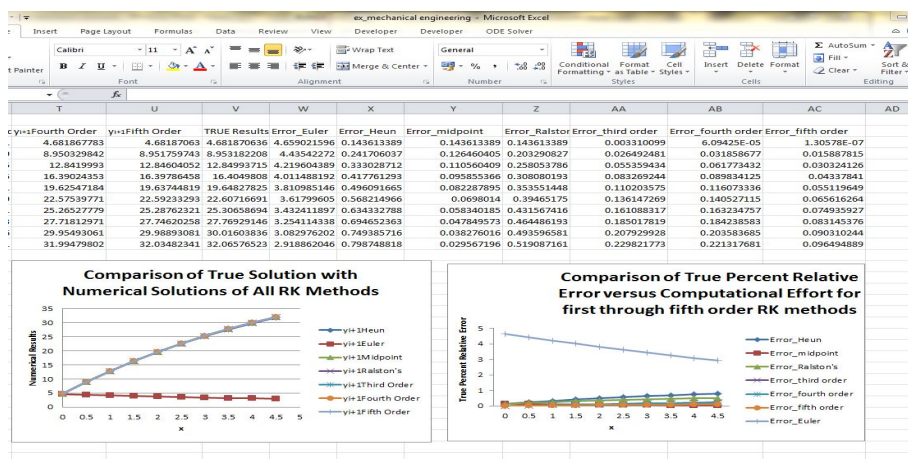 ex_mechanical engineering - Microsoft Excel
Insert Page Layout Formulas Data Review View Developer Developer ODE Solver
Calibri 11 A A Wrap Text General Conditional Formatting Format as Table Cell Styles Insert Delete Format Σ AutoSum Fill Clear Sort & Filter
t Painter B I U Merge & Center $ % ,
Font Alignment Number Styles Cells Editing
fx
T U V W X Y Z AA AB AC AD
yi+1Fourth Order yi+1Fifth Order TRUE Results Error_Euler Error_Heun Error_midpoint Error_Ralston Error_third order Error_fourth order Error_fifth order
4.681867783 4.68187063 4.681870636 4.659021596 0.143613389 0.143613389 0.143613389 0.003310099 6.09425E-05 1.30578E-07
8.950329842 8.951759743 8.953182208 4.43542272 0.241706037 0.126460405 0.203290827 0.026492481 0.031858677 0.015887815
12.8419993 12.84604052 12.84993715 4.219604389 0.333028712 0.110560409 0.258053786 0.055359434 0.061773432 0.030324126
16.39024353 16.39786458 16.4049808 4.011488192 0.417761293 0.095855366 0.308080193 0.083269244 0.089834125 0.04337841
19.62547184 19.63744819 19.64827825 3.810985146 0.496091665 0.082287895 0.353551448 0.110203575 0.116073336 0.055119649
22.57539771 22.59233293 22.60716691 3.61799605 0.568214966 0.0698014 0.39465175 0.136147269 0.140527115 0.065616264
25.26527779 25.28762321 25.30658694 3.432411897 0.634332788 0.058340185 0.431567416 0.161088317 0.163234757 0.074935927
27.71812971 27.74620258 27.76929146 3.254114338 0.694652363 0.047849573 0.464486193 0.185017819 0.184238583 0.083145376
29.95493061 29.98893081 30.01603836 3.082976202 0.749385716 0.038276016 0.493596581 0.207929928 0.203583685 0.090310244
31.99479802 32.03482341 32.06576523 2.918862046 0.798748818 0.029567196 0.519087161 0.229821773 0.221317681 0.096494889
Comparison of True Solution with
Numerical Solutions of All RK Methods
Numerical Results
35
30
25
20
15
10
5
0
0 0.5 1 1.5 2 2.5 3 3.5 4 4.5 5
x
yi+1Heun
yi+1Euler
yi+1Midpoint
yi+1Ralston's
yi+1Third Order
yi+1Fourth Order
yi+1Fifth Order
Comparison of True Percent Relative
Error versus Computational Effort for
first through fifth order RK methods
True Percent Relative Error
5
4
3
2
1
0
0 0.5 1 1.5 2 2.5 3 3.5 4 4.5
x
Error_Heun
Error_midpoint
Error_Ralston's
Error_third order
Error_fourth order
Error_fifth order
Error_Euler